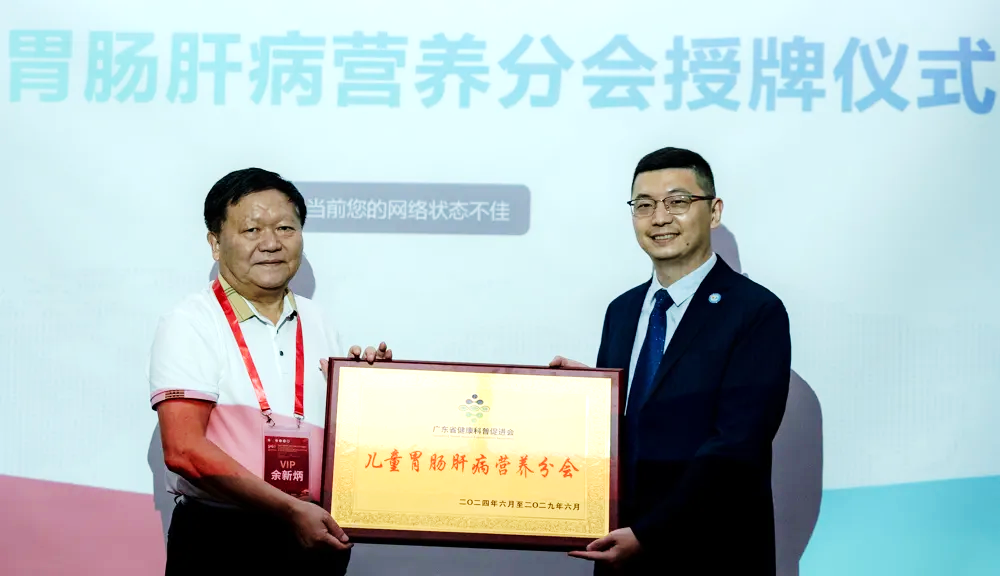 胃肠肝病营养分会授牌仪式
当前您的网络状态不佳
广东省健康科普促进会
儿童胃肠肝病营养分会
二〇二四年六月至二〇二九年六月
VIP
余新炳